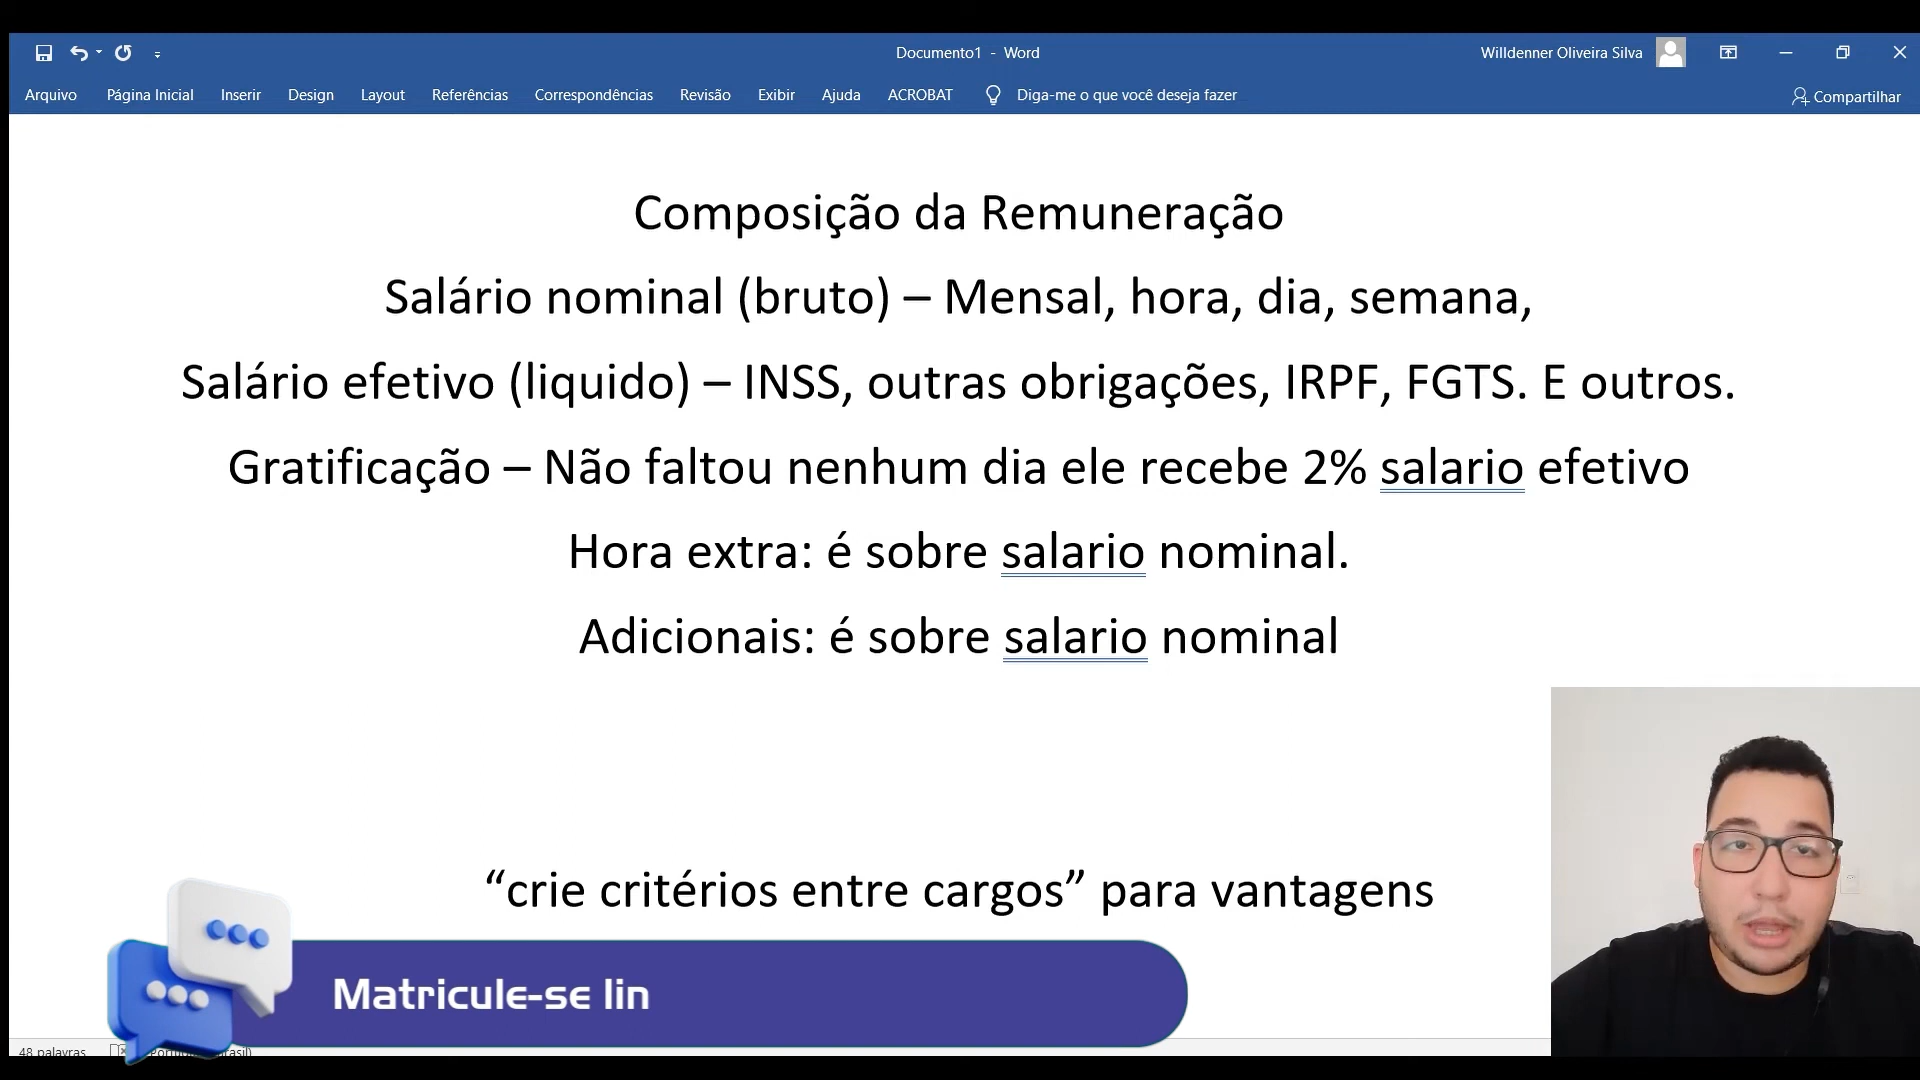 Documento1 - Word
Willdenner Oliveira Silva
Arquivo Página Inicial Inserir Design Layout Referências Correspondências Revisão Exibir Ajuda ACROBAT Diga-me o que você deseja fazer
Compartilhar
Composição da Remuneração
Salário nominal (bruto) – Mensal, hora, dia, semana,
Salário efetivo (liquido) – INSS, outras obrigações, IRPF, FGTS. E outros.
Gratificação – Não faltou nenhum dia ele recebe 2% salario efetivo
Hora extra: é sobre salario nominal.
Adicionais: é sobre salario nominal
“crie critérios entre cargos” para vantagens
Matricule-se lin
48 palavras